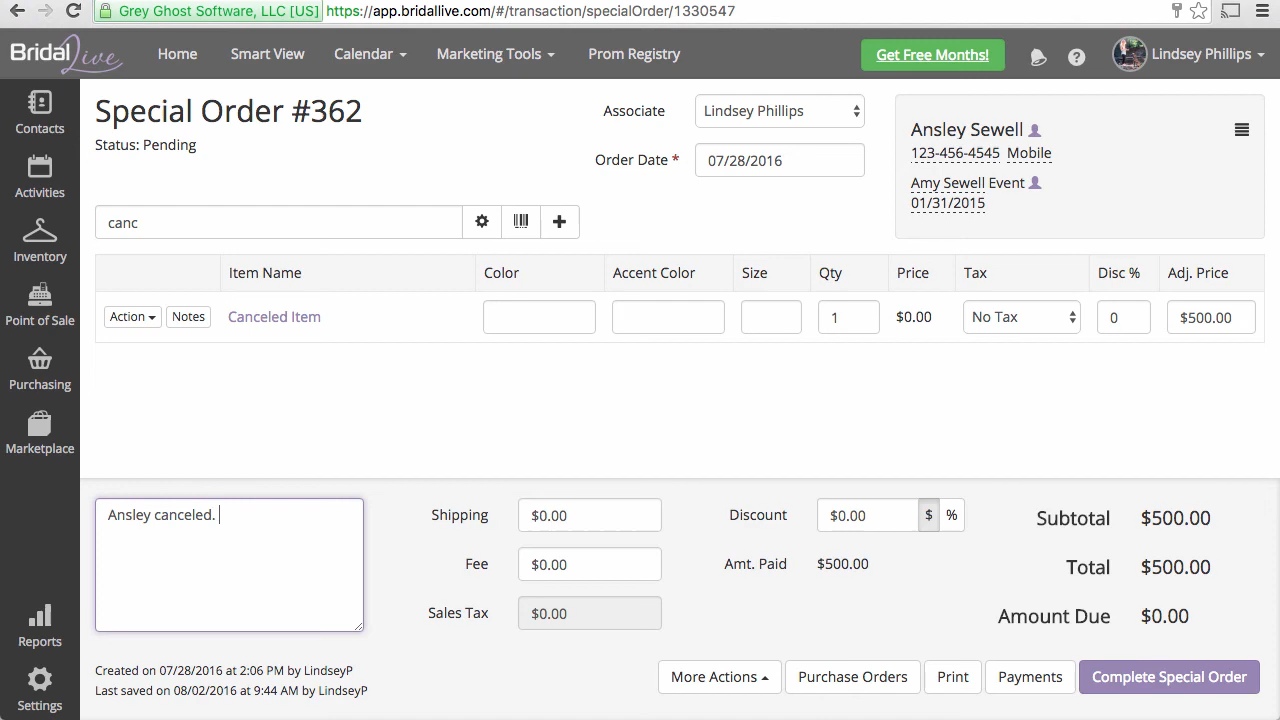 Grey Ghost Software, LLC [US] https://app.bridallive.com/#/transaction/specialOrder/1330547
Bridal Live Home Smart View Calendar Marketing Tools Prom Registry Get Free Months! ? Lindsey Phillips
Contacts
Activities
Inventory
Point of Sale
Purchasing
Marketplace
Reports
Settings
Special Order #362
Status: Pending
Associate Lindsey Phillips
Order Date * 07/28/2016
Ansley Sewell
123-456-4545 Mobile
Amy Sewell Event
01/31/2015
canc
Item Name Color Accent Color Size Qty Price Tax Disc % Adj. Price
Action Notes Canceled Item 1 $0.00 No Tax 0 $500.00
Ansley canceled.
Shipping $0.00
Fee $0.00
Sales Tax $0.00
Discount $0.00 $ %
Amt. Paid $500.00
Subtotal $500.00
Total $500.00
Amount Due $0.00
Created on 07/28/2016 at 2:06 PM by LindseyP
Last saved on 08/02/2016 at 9:44 AM by LindseyP
More Actions Purchase Orders Print Payments Complete Special Order